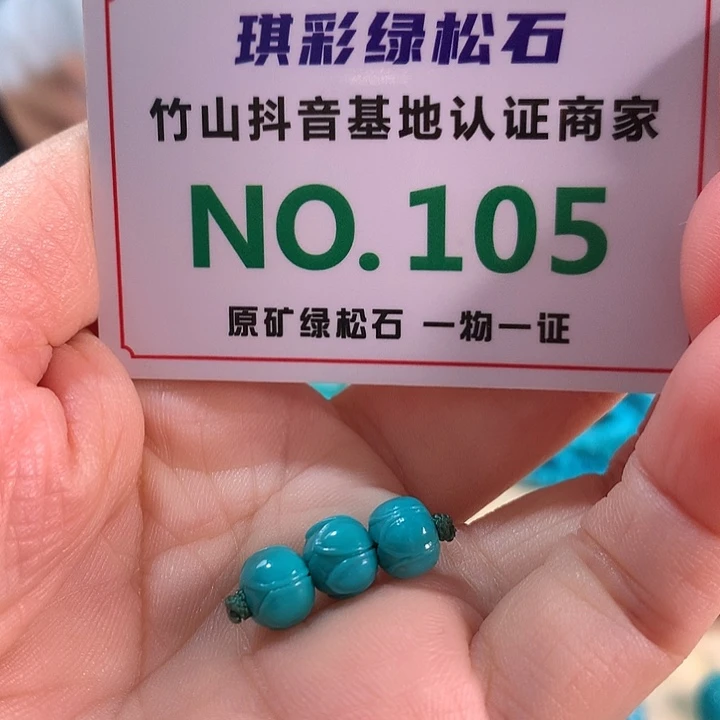 琪彩绿松石
竹山抖音基地认证商家
NO.105
原矿绿松石 一物一证